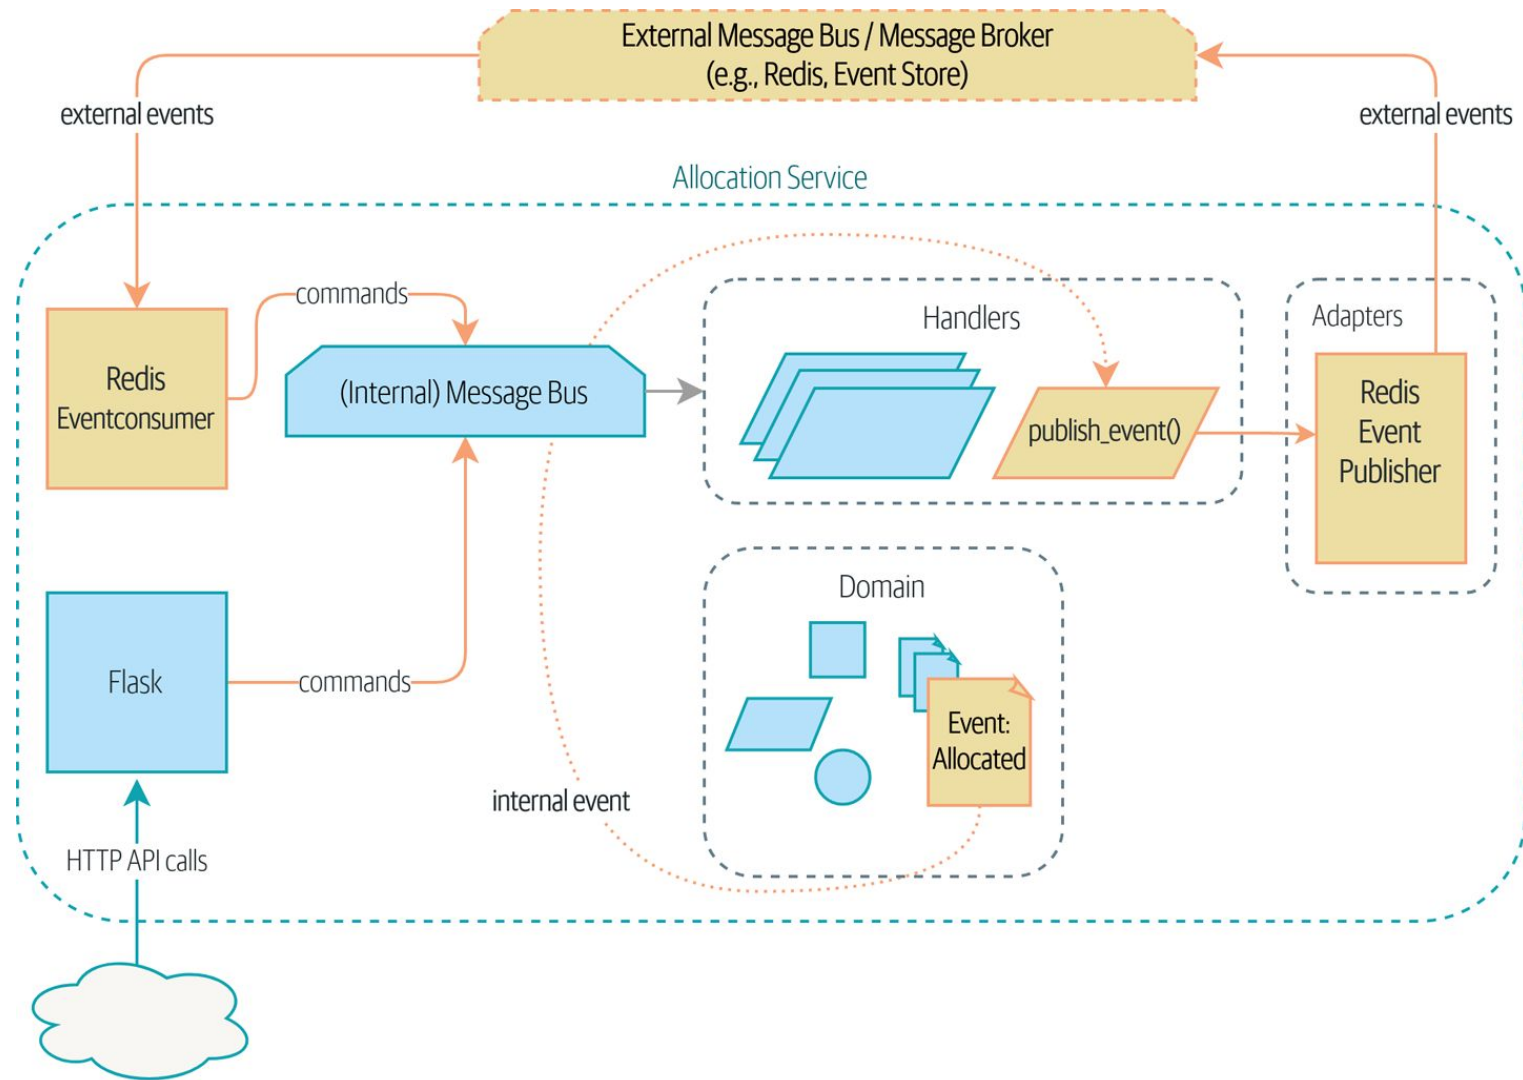 External Message Bus / Message Broker
(e.g., Redis, Event Store)
external events
external events
Allocation Service
commands
Handlers
Adapters
Redis
Eventconsumer
(Internal) Message Bus
publish_event()
Redis
Event
Publisher
Domain
Flask
commands
Event:
Allocated
internal event
HTTP API calls